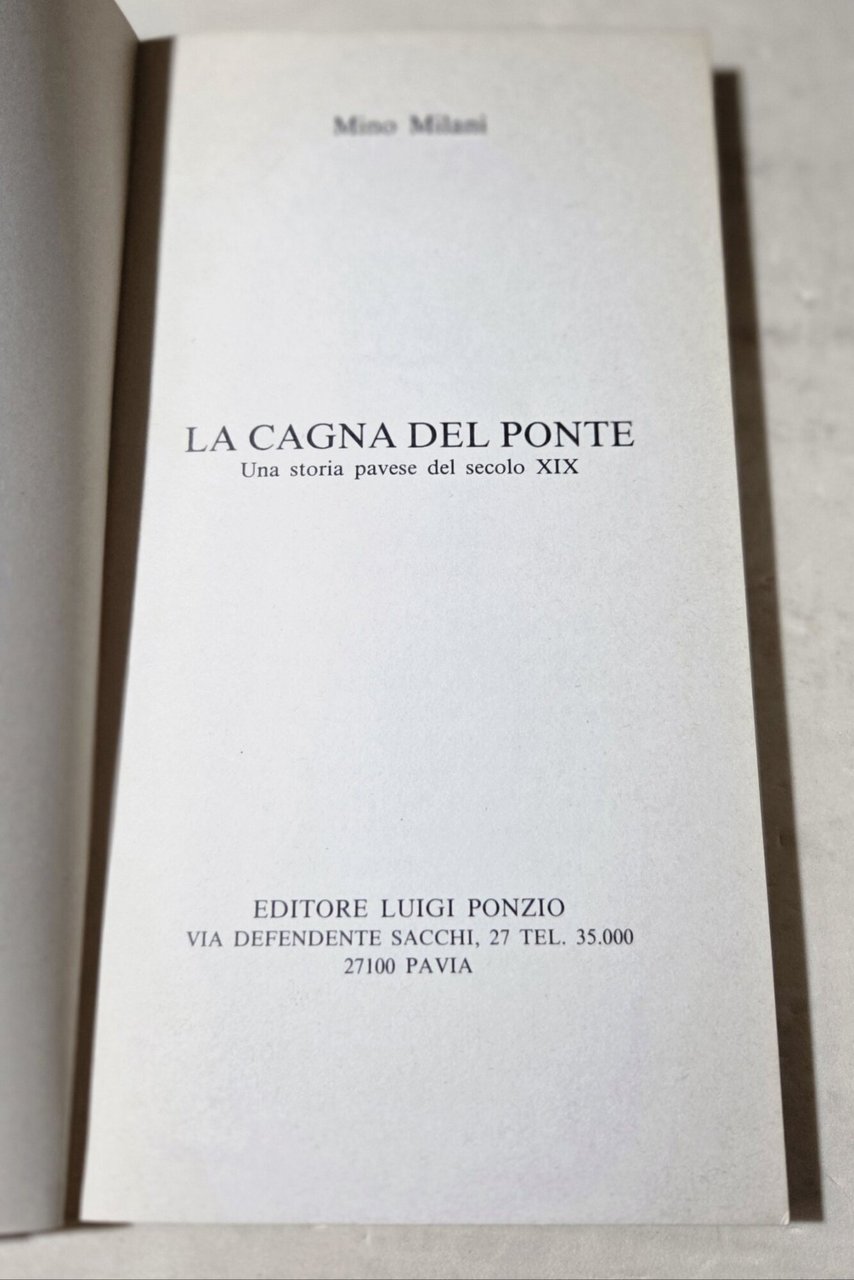 Mino Milani
LA CAGNA DEL PONTE
Una storia pavese del secolo XIX
EDITORE LUIGI PONZIO
VIA DEFENDENTE SACCHI, 27 TEL. 35.000
27100 PAVIA